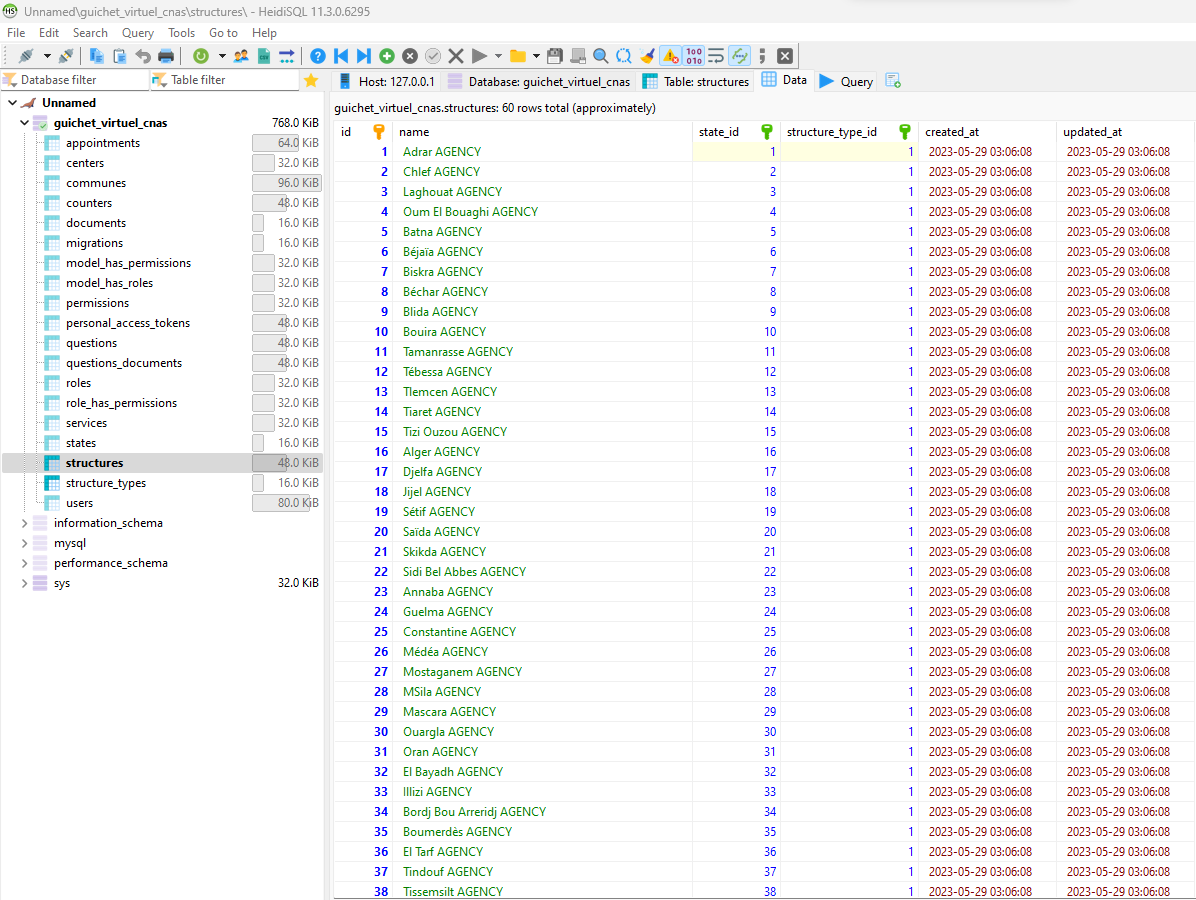 Unnamed\guichet_virtuel_cnas\structures\ - HeidiSQL 11.3.0.6295
File Edit Search Query Tools Go to Help
Database filter Table filter Host: 127.0.0.1 Database: guichet_virtuel_cnas Table: structures Data Query
Unnamed
guichet_virtuel_cnas 768.0 KiB
appointments 64.0 KiB
centers 32.0 KiB
communes 96.0 KiB
counters 48.0 KiB
documents 16.0 KiB
migrations 16.0 KiB
model_has_permissions 32.0 KiB
model_has_roles 32.0 KiB
permissions 32.0 KiB
personal_access_tokens 48.0 KiB
questions 48.0 KiB
questions_documents 48.0 KiB
roles 32.0 KiB
role_has_permissions 32.0 KiB
services 32.0 KiB
states 16.0 KiB
structures 48.0 KiB
structure_types 16.0 KiB
users 80.0 KiB
information_schema
mysql
performance_schema
sys 32.0 KiB
guichet_virtuel_cnas.structures: 60 rows total (approximately)
id name state_id structure_type_id created_at updated_at
1 Adrar AGENCY 1 1 2023-05-29 03:06:08 2023-05-29 03:06:08
2 Chlef AGENCY 2 1 2023-05-29 03:06:08 2023-05-29 03:06:08
3 Laghouat AGENCY 3 1 2023-05-29 03:06:08 2023-05-29 03:06:08
4 Oum El Bouaghi AGENCY 4 1 2023-05-29 03:06:08 2023-05-29 03:06:08
5 Batna AGENCY 5 1 2023-05-29 03:06:08 2023-05-29 03:06:08
6 Béjaïa AGENCY 6 1 2023-05-29 03:06:08 2023-05-29 03:06:08
7 Biskra AGENCY 7 1 2023-05-29 03:06:08 2023-05-29 03:06:08
8 Béchar AGENCY 8 1 2023-05-29 03:06:08 2023-05-29 03:06:08
9 Blida AGENCY 9 1 2023-05-29 03:06:08 2023-05-29 03:06:08
10 Bouira AGENCY 10 1 2023-05-29 03:06:08 2023-05-29 03:06:08
11 Tamanrasse AGENCY 11 1 2023-05-29 03:06:08 2023-05-29 03:06:08
12 Tébessa AGENCY 12 1 2023-05-29 03:06:08 2023-05-29 03:06:08
13 Tlemcen AGENCY 13 1 2023-05-29 03:06:08 2023-05-29 03:06:08
14 Tiaret AGENCY 14 1 2023-05-29 03:06:08 2023-05-29 03:06:08
15 Tizi Ouzou AGENCY 15 1 2023-05-29 03:06:08 2023-05-29 03:06:08
16 Alger AGENCY 16 1 2023-05-29 03:06:08 2023-05-29 03:06:08
17 Djelfa AGENCY 17 1 2023-05-29 03:06:08 2023-05-29 03:06:08
18 Jijel AGENCY 18 1 2023-05-29 03:06:08 2023-05-29 03:06:08
19 Sétif AGENCY 19 1 2023-05-29 03:06:08 2023-05-29 03:06:08
20 Saïda AGENCY 20 1 2023-05-29 03:06:08 2023-05-29 03:06:08
21 Skikda AGENCY 21 1 2023-05-29 03:06:08 2023-05-29 03:06:08
22 Sidi Bel Abbes AGENCY 22 1 2023-05-29 03:06:08 2023-05-29 03:06:08
23 Annaba AGENCY 23 1 2023-05-29 03:06:08 2023-05-29 03:06:08
24 Guelma AGENCY 24 1 2023-05-29 03:06:08 2023-05-29 03:06:08
25 Constantine AGENCY 25 1 2023-05-29 03:06:08 2023-05-29 03:06:08
26 Médéa AGENCY 26 1 2023-05-29 03:06:08 2023-05-29 03:06:08
27 Mostaganem AGENCY 27 1 2023-05-29 03:06:08 2023-05-29 03:06:08
28 MSila AGENCY 28 1 2023-05-29 03:06:08 2023-05-29 03:06:08
29 Mascara AGENCY 29 1 2023-05-29 03:06:08 2023-05-29 03:06:08
30 Ouargla AGENCY 30 1 2023-05-29 03:06:08 2023-05-29 03:06:08
31 Oran AGENCY 31 1 2023-05-29 03:06:08 2023-05-29 03:06:08
32 El Bayadh AGENCY 32 1 2023-05-29 03:06:08 2023-05-29 03:06:08
33 Illizi AGENCY 33 1 2023-05-29 03:06:08 2023-05-29 03:06:08
34 Bordj Bou Arreridj AGENCY 34 1 2023-05-29 03:06:08 2023-05-29 03:06:08
35 Boumerdès AGENCY 35 1 2023-05-29 03:06:08 2023-05-29 03:06:08
36 El Tarf AGENCY 36 1 2023-05-29 03:06:08 2023-05-29 03:06:08
37 Tindouf AGENCY 37 1 2023-05-29 03:06:08 2023-05-29 03:06:08
38 Tissemsilt AGENCY 38 1 2023-05-29 03:06:08 2023-05-29 03:06:08